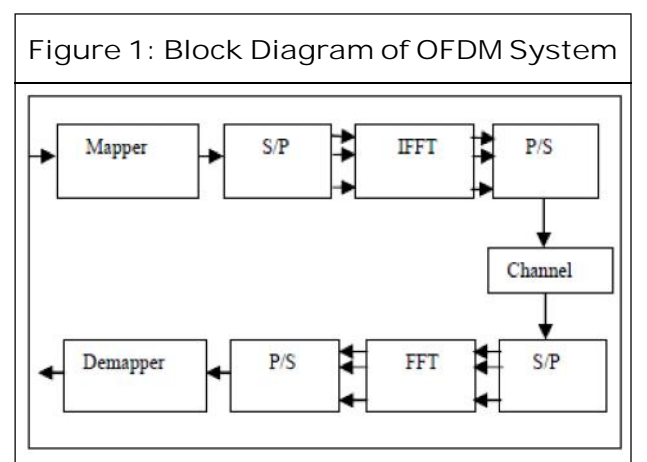 Figure 1: Block Diagram of OFDM System
Mapper
S/P
IFFT
P/S
Channel
Demapper
P/S
FFT
S/P